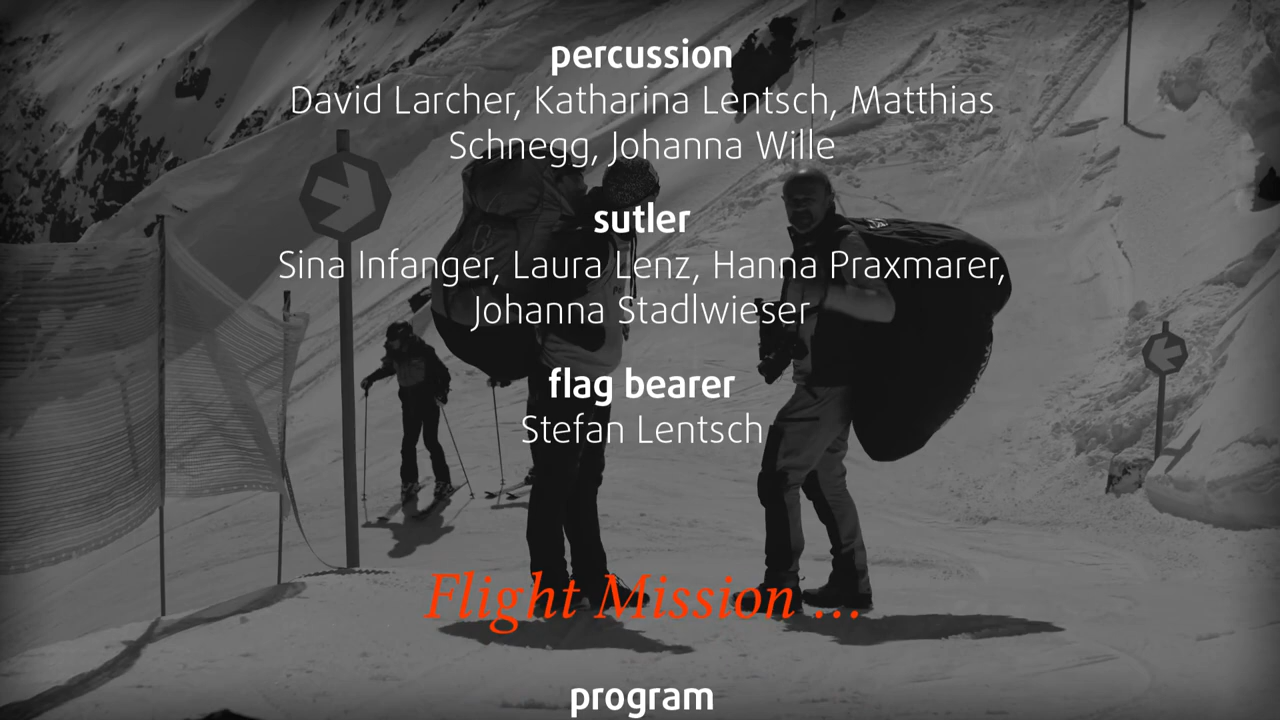 percussion
David Larcher, Katharina Lentsch, Matthias
Schnegg, Johanna Wille
sutler
Sina Infanger, Laura Lenz, Hanna Praxmarer,
Johanna Stadlwieser
flag bearer
Stefan Lentsch
Flight Mission ...
program